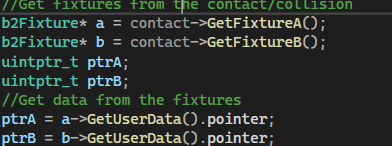 //Get fixtures from the contact/collision
b2Fixture* a = contact->GetFixtureA();
b2Fixture* b = contact->GetFixtureB();
uintptr_t ptrA;
uintptr_t ptrB;
//Get data from the fixtures
ptrA = a->GetUserData().pointer;
ptrB = b->GetUserData().pointer;